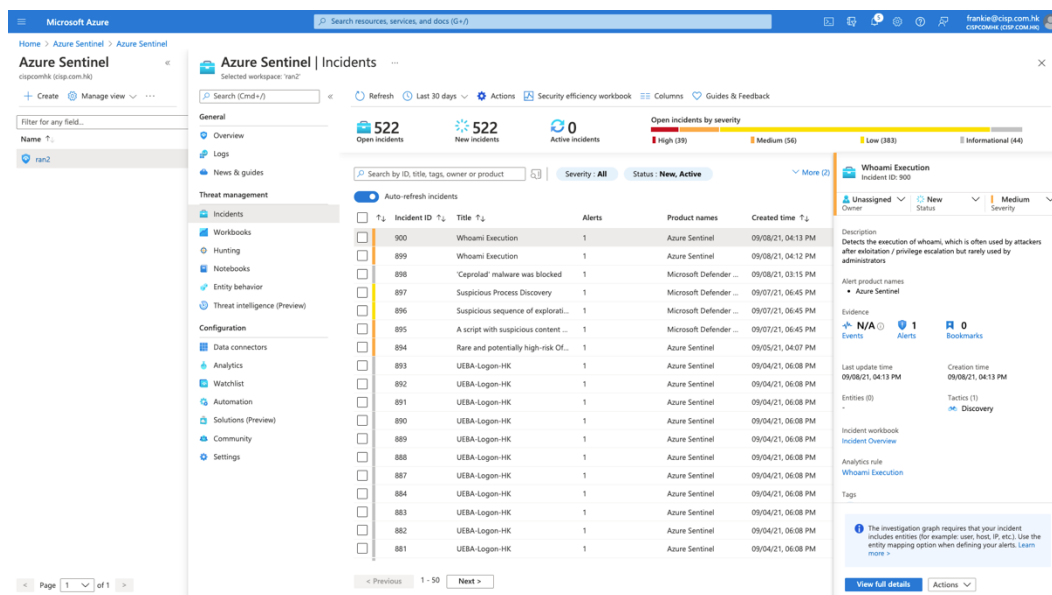 Microsoft Azure
Search resources, services, and docs (G+/)
5
frankie@cisp.com.hk
CISPCOMHK (CISP.COM.HK)
Home > Azure Sentinel > Azure Sentinel
Azure Sentinel
cispcomhk (cisp.com.hk)
+ Create Manage view ...
Filter for any field...
Name ↑↓
ran2
< Page 1 of 1 >
Azure Sentinel | Incidents ...
Selected workspace: 'ran2'
Search (Cmd+/)
General
Overview
Logs
News & guides
Threat management
Incidents
Workbooks
Hunting
Notebooks
Entity behavior
Threat intelligence (Preview)
Configuration
Data connectors
Analytics
Watchlist
Automation
Solutions (Preview)
Community
Settings
Refresh Last 30 days Actions Security efficiency workbook Columns Guides & Feedback
522 Open incidents
522 New incidents
0 Active incidents
Open incidents by severity
High (39) Medium (56) Low (383) Informational (44)
Search by ID, title, tags, owner or product
Severity : All
Status : New, Active
More (2)
Auto-refresh incidents
↑↓ Incident ID ↑↓ Title ↑↓ Alerts Product names Created time ↑↓
900 Whoami Execution 1 Azure Sentinel 09/08/21, 04:13 PM
899 Whoami Execution 1 Azure Sentinel 09/08/21, 04:12 PM
898 'Ceprolad' malware was blocked 1 Microsoft Defender ... 09/08/21, 03:15 PM
897 Suspicious Process Discovery 1 Microsoft Defender ... 09/07/21, 06:45 PM
896 Suspicious sequence of explorati... 1 Microsoft Defender ... 09/07/21, 06:45 PM
895 A script with suspicious content ... 1 Microsoft Defender ... 09/07/21, 06:45 PM
894 Rare and potentially high-risk Of... 1 Azure Sentinel 09/05/21, 04:07 PM
893 UEBA-Logon-HK 1 Azure Sentinel 09/04/21, 06:08 PM
892 UEBA-Logon-HK 1 Azure Sentinel 09/04/21, 06:08 PM
891 UEBA-Logon-HK 1 Azure Sentinel 09/04/21, 06:08 PM
890 UEBA-Logon-HK 1 Azure Sentinel 09/04/21, 06:08 PM
889 UEBA-Logon-HK 1 Azure Sentinel 09/04/21, 06:08 PM
888 UEBA-Logon-HK 1 Azure Sentinel 09/04/21, 06:08 PM
887 UEBA-Logon-HK 1 Azure Sentinel 09/04/21, 06:08 PM
884 UEBA-Logon-HK 1 Azure Sentinel 09/04/21, 06:08 PM
883 UEBA-Logon-HK 1 Azure Sentinel 09/04/21, 06:08 PM
882 UEBA-Logon-HK 1 Azure Sentinel 09/04/21, 06:08 PM
881 UEBA-Logon-HK 1 Azure Sentinel 09/04/21, 06:08 PM
< Previous 1 - 50 Next >
Whoami Execution
Incident ID: 900
Unassigned New Medium
Owner Status Severity
Description
Detects the execution of whoami, which is often used by attackers
after exloitation / privilege escalation but rarely used by
administrators
Alert product names
• Azure Sentinel
Evidence
N/A 1 0
Events Alerts Bookmarks
Last update time Creation time
09/08/21, 04:13 PM 09/08/21, 04:13 PM
Entities (0) Tactics (1)
- Discovery
Incident workbook
Incident Overview
Analytics rule
Whoami Execution
Tags
The investigation graph requires that your incident
includes entities (for example: user, host, IP, etc.). Use the
entity mapping option when defining your alerts. Learn
more >
View full details Actions